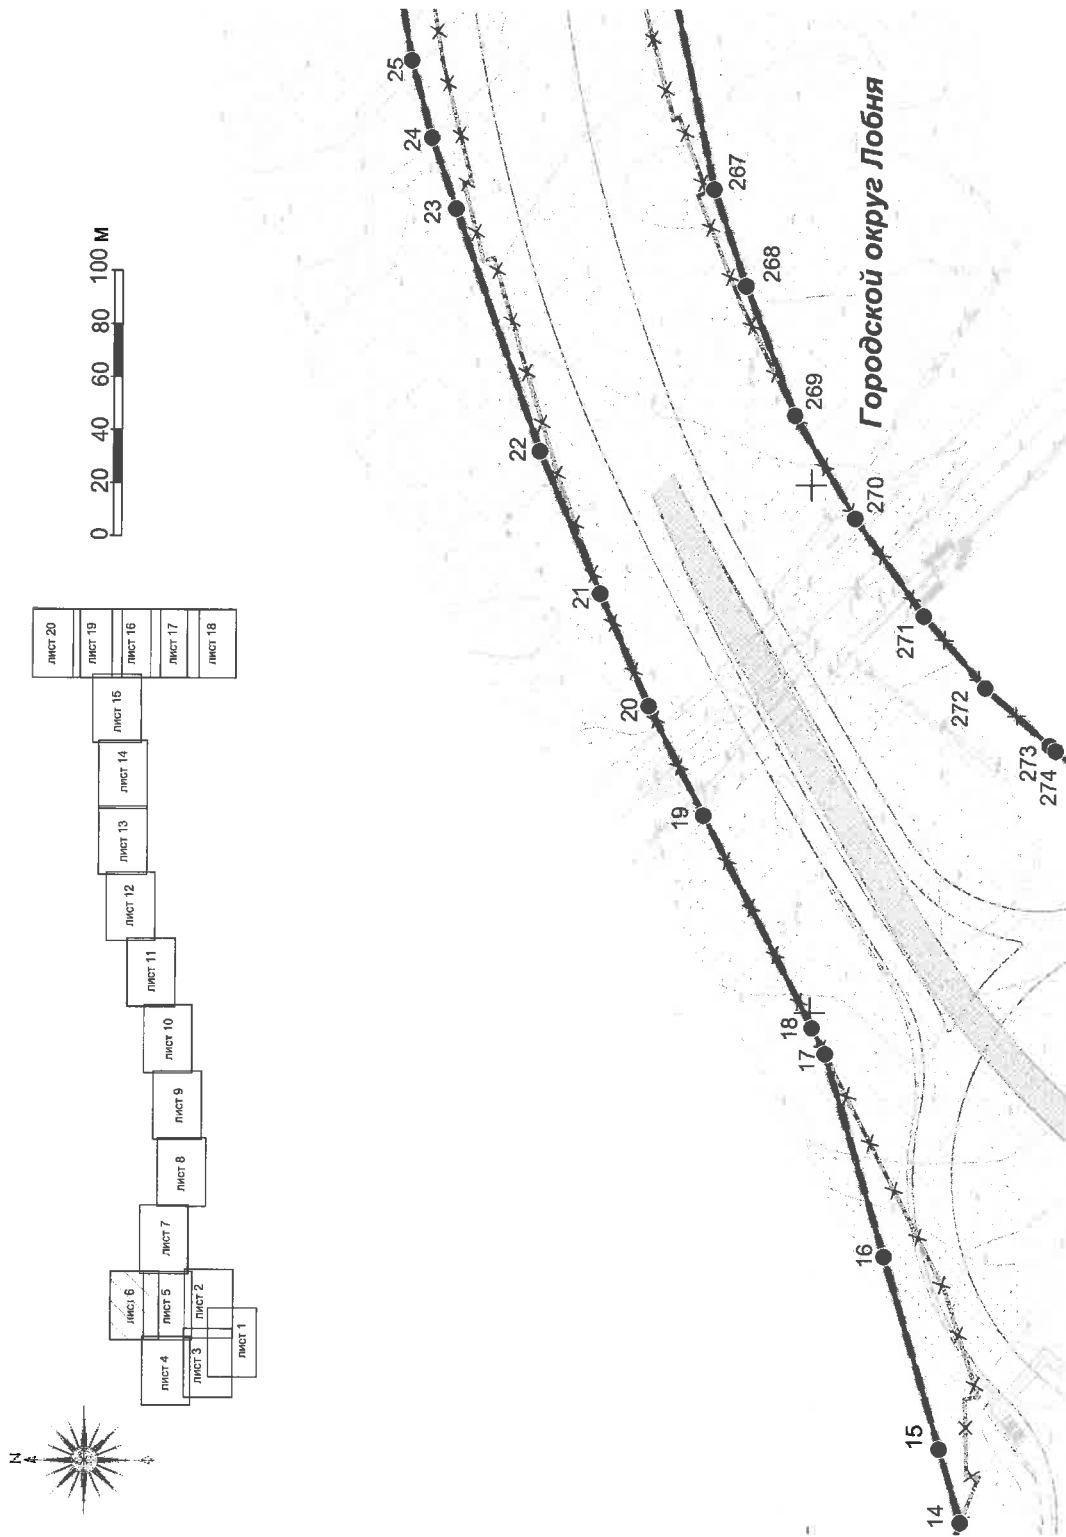 N
лист 20
лист 19
лист 16
лист 17
лист 18
лист 15
лист 14
лист 13
лист 12
лист 11
лист 10
лист 9
лист 8
лист 7
лист 6
лист 5
лист 2
лист 4
лист 3
лист 1
0 20 40 60 80 100 м
14
15
16
17
18
19
20
21
22
23
24
25
267
268
269
270
271
272
273
274
Городской округ Лобня